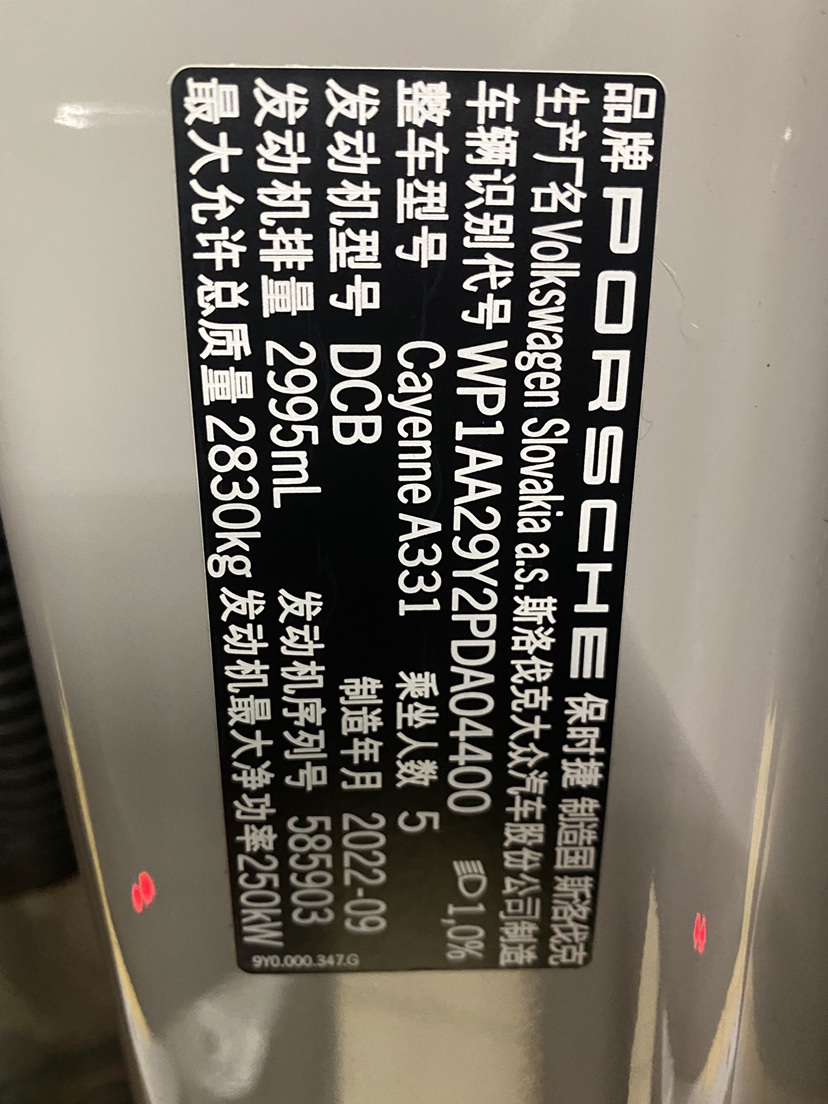 品牌 PORSCHE 保时捷 制造国 斯洛伐克
生产厂名 Volkswagen Slovakia a.s.斯洛伐克大众汽车股份公司制造
车辆识别代号 WP1AA29Y2PDA04400 1,0%
整车型号 Cayenne A331 乘坐人数 5
发动机型号 DCB 制造年月 2022-09
发动机排量 2995mL 发动机序列号 585903
最大允许总质量 2830kg 发动机最大净功率250kW
9Y0.000.347.G